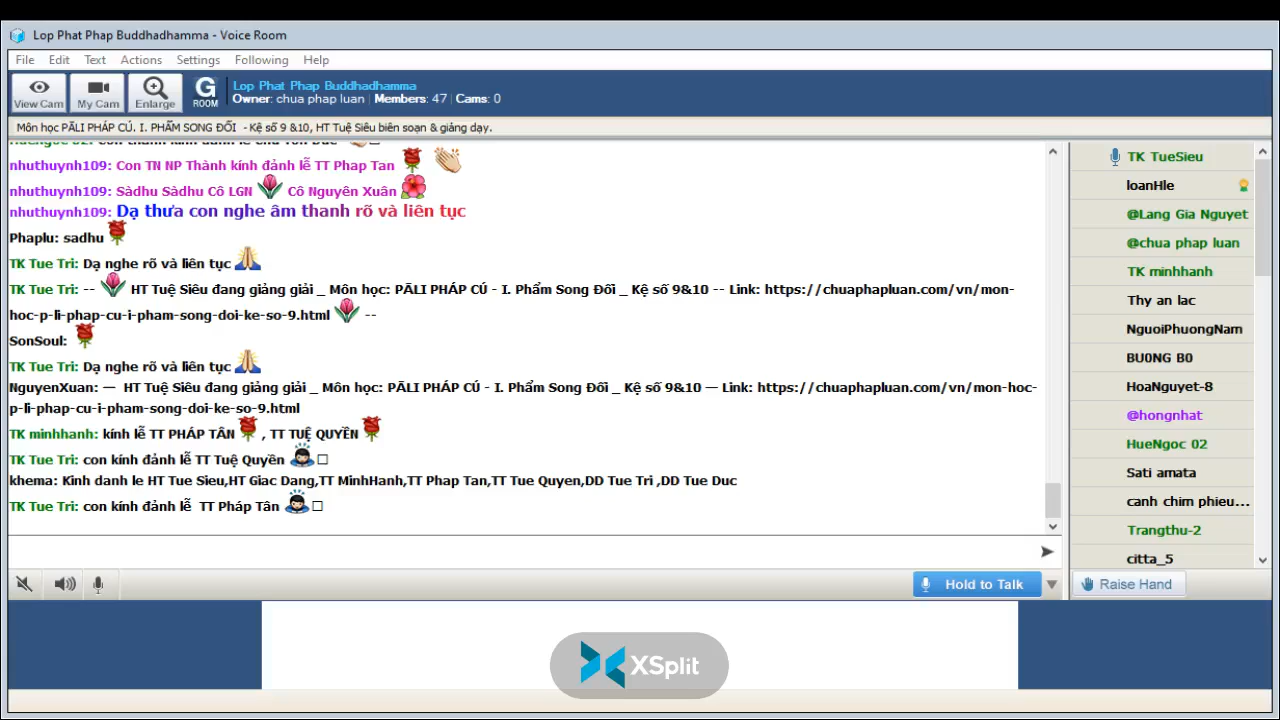 Lop Phat Phap Buddhadhamma - Voice Room
File Edit Text Actions Settings Following Help
View Cam My Cam Enlarge G ROOM
Lop Phat Phap Buddhadhamma
Owner: chua phap luan | Members: 47 | Cams: 0
Môn học PĀLI PHÁP CÚ. I. PHẨM SONG ĐỐI - Kệ số 9 &10, HT Tuệ Siêu biên soạn & giảng dạy.
nhuthuynh109: Con TN NP Thành kính đảnh lễ TT Phap Tan
nhuthuynh109: Sàdhu Sàdhu Cô LGN Cô Nguyên Xuân
nhuthuynh109: Dạ thưa con nghe âm thanh rõ và liên tục
Phaplu: sadhu
TK Tue Tri: Dạ nghe rõ và liên tục
TK Tue Tri: -- HT Tuệ Siêu đang giảng giải _ Môn học: PĀLI PHÁP CÚ - I. Phẩm Song Đối _ Kệ số 9&10 -- Link: https://chuaphapluan.com/vn/mon-
hoc-p-li-phap-cu-i-pham-song-doi-ke-so-9.html --
SonSoul:
TK Tue Tri: Dạ nghe rõ và liên tục
NguyenXuan: — HT Tuệ Siêu đang giảng giải _ Môn học: PĀLI PHÁP CÚ - I. Phẩm Song Đối _ Kệ số 9&10 — Link: https://chuaphapluan.com/vn/mon-hoc-
p-li-phap-cu-i-pham-song-doi-ke-so-9.html
TK minhhanh: kính lễ TT PHÁP TÂN , TT TUỆ QUYỀN
TK Tue Tri: con kính đảnh lễ TT Tuệ Quyền
khema: Kinh danh le HT Tue Sieu,HT Giac Dang,TT MinhHanh,TT Phap Tan,TT Tue Quyen,DD Tue Tri ,DD Tue Duc
TK Tue Tri: con kính đảnh lễ TT Pháp Tân
TK TueSieu
loanHle
@Lang Gia Nguyet
@chua phap luan
TK minhhanh
Thy an lac
NguoiPhuongNam
BU0NG B0
HoaNguyet-8
@hongnhat
HueNgoc 02
Sati amata
canh chim phieu...
Trangthu-2
citta_5
Hold to Talk
Raise Hand
XSplit